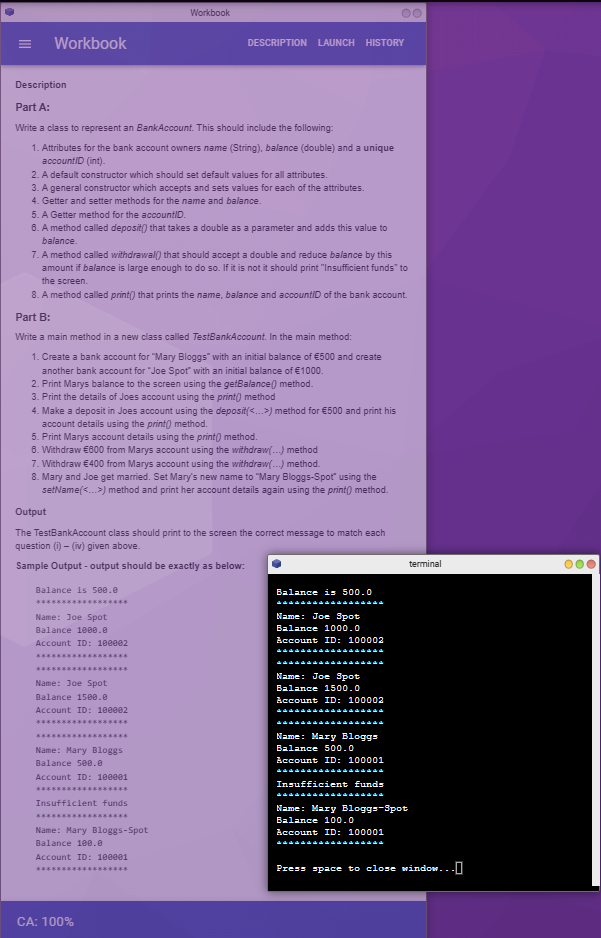 Workbook
Workbook
DESCRIPTION LAUNCH HISTORY
Description
Part A:
Write a class to represent an BankAccount. This should include the following:
1. Attributes for the bank account owners name (String), balance (double) and a unique
accountID (int).
2. A default constructor which should set default values for all attributes.
3. A general constructor which accepts and sets values for each of the attributes.
4. Getter and setter methods for the name and balance.
5. A Getter method for the accountID.
6. A method called deposit() that takes a double as a parameter and adds this value to
balance.
7. A method called withdrawal() that should accept a double and reduce balance by this
amount if balance is large enough to do so. If it is not it should print "Insufficient funds" to
the screen.
8. A method called print() that prints the name, balance and accountID of the bank account.
Part B:
Write a main method in a new class called TestBankAccount. In the main method:
1. Create a bank account for "Mary Bloggs" with an initial balance of €500 and create
another bank account for "Joe Spot" with an initial balance of €1000.
2. Print Marys balance to the screen using the getBalance() method.
3. Print the details of Joes account using the print() method
4. Make a deposit in Joes account using the deposit(<...>) method for €500 and print his
account details using the print() method.
5. Print Marys account details using the print() method.
6. Withdraw €600 from Marys account using the withdraw(...) method
7. Withdraw €400 from Marys account using the withdraw(...) method.
8. Mary and Joe get married. Set Mary's new name to "Mary Bloggs-Spot" using the
setName(<...>) method and print her account details again using the print() method.
Output
The TestBankAccount class should print to the screen the correct message to match each
question (i) – (iv) given above.
Sample Output - output should be exactly as below:
Balance is 500.0
******************
Name: Joe Spot
Balance 1000.0
Account ID: 100002
******************
******************
Name: Joe Spot
Balance 1500.0
Account ID: 100002
******************
******************
Name: Mary Bloggs
Balance 500.0
Account ID: 100001
******************
Insufficient funds
******************
Name: Mary Bloggs-Spot
Balance 100.0
Account ID: 100001
******************
CA: 100%
terminal
Balance is 500.0
******************
Name: Joe Spot
Balance 1000.0
Account ID: 100002
******************
******************
Name: Joe Spot
Balance 1500.0
Account ID: 100002
******************
******************
Name: Mary Bloggs
Balance 500.0
Account ID: 100001
******************
Insufficient funds
******************
Name: Mary Bloggs-Spot
Balance 100.0
Account ID: 100001
******************
Press space to close window...